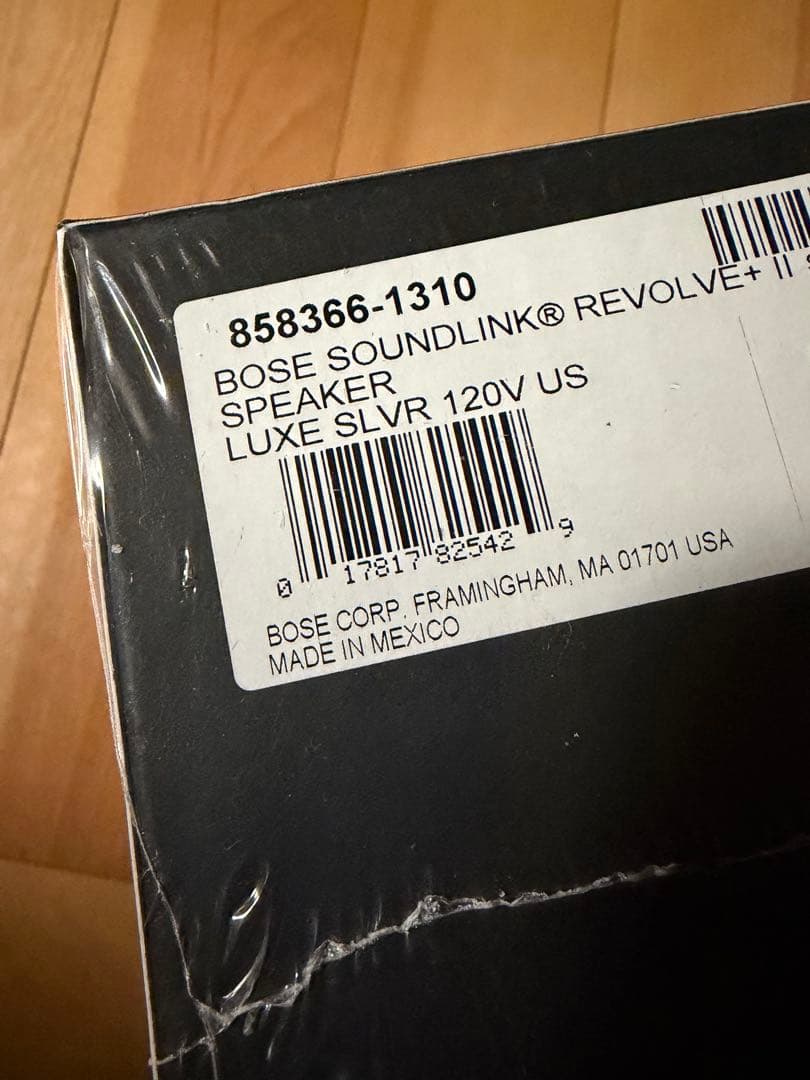 858366-1310
BOSE SOUNDLINK® REVOLVE+ II
SPEAKER
LUXE SLVR 120V US
0 17817 82542 9
BOSE CORP. FRAMINGHAM, MA 01701 USA
MADE IN MEXICO